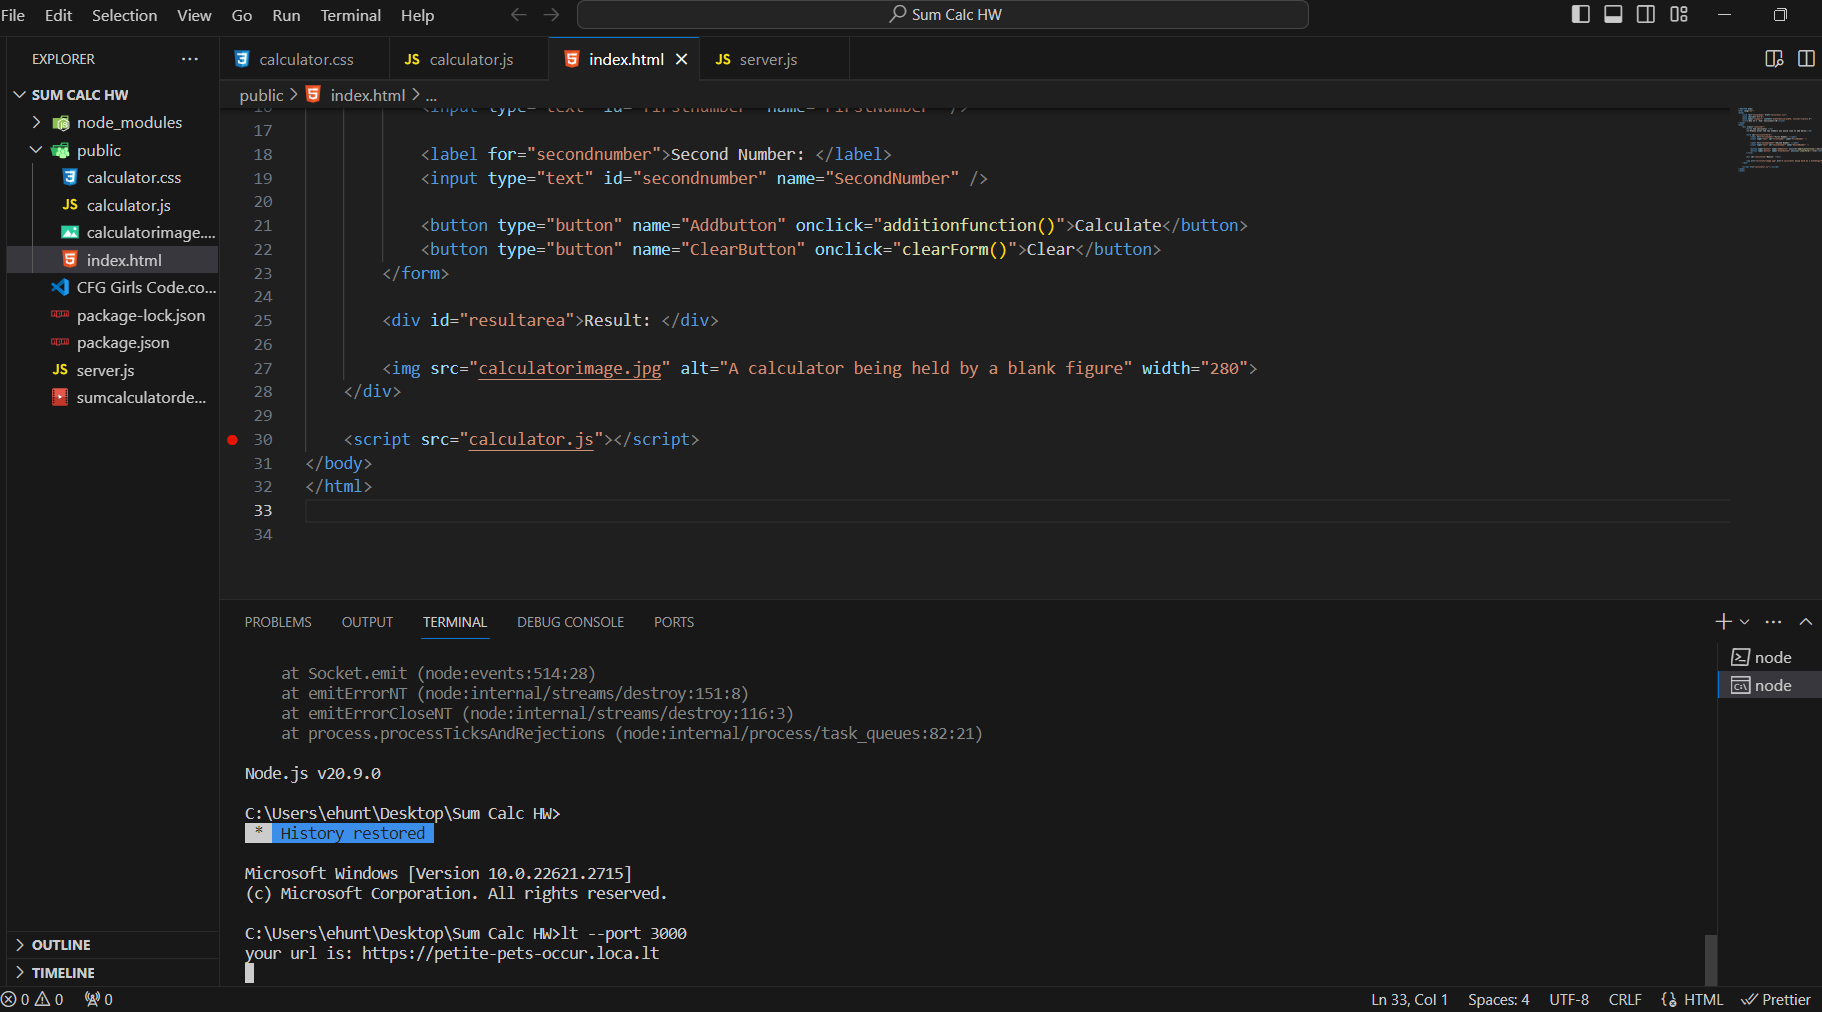 File Edit Selection View Go Run Terminal Help
Sum Calc HW
EXPLORER
SUM CALC HW
node_modules
public
calculator.css
calculator.js
calculatorimage....
index.html
CFG Girls Code.co...
package-lock.json
package.json
server.js
sumcalculatorde...
OUTLINE
TIMELINE
calculator.css
JS calculator.js
index.html
JS server.js
public > index.html > ...
16 <input type="text" id="firstnumber" name="FirstNumber" />
17
18 <label for="secondnumber">Second Number: </label>
19 <input type="text" id="secondnumber" name="SecondNumber" />
20
21 <button type="button" name="Addbutton" onclick="additionfunction()">Calculate</button>
22 <button type="button" name="ClearButton" onclick="clearForm()">Clear</button>
23 </form>
24
25 <div id="resultarea">Result: </div>
26
27 <img src="calculatorimage.jpg" alt="A calculator being held by a blank figure" width="280">
28 </div>
29
30 <script src="calculator.js"></script>
31 </body>
32 </html>
33
34
PROBLEMS OUTPUT TERMINAL DEBUG CONSOLE PORTS
at Socket.emit (node:events:514:28)
at emitErrorNT (node:internal/streams/destroy:151:8)
at emitErrorCloseNT (node:internal/streams/destroy:116:3)
at process.processTicksAndRejections (node:internal/process/task_queues:82:21)
Node.js v20.9.0
C:\Users\ehunt\Desktop\Sum Calc HW>
* History restored
Microsoft Windows [Version 10.0.22621.2715]
(c) Microsoft Corporation. All rights reserved.
C:\Users\ehunt\Desktop\Sum Calc HW>lt --port 3000
your url is: https://petite-pets-occur.loca.lt
node
node
0 0 0
Ln 33, Col 1 Spaces: 4 UTF-8 CRLF HTML Prettier